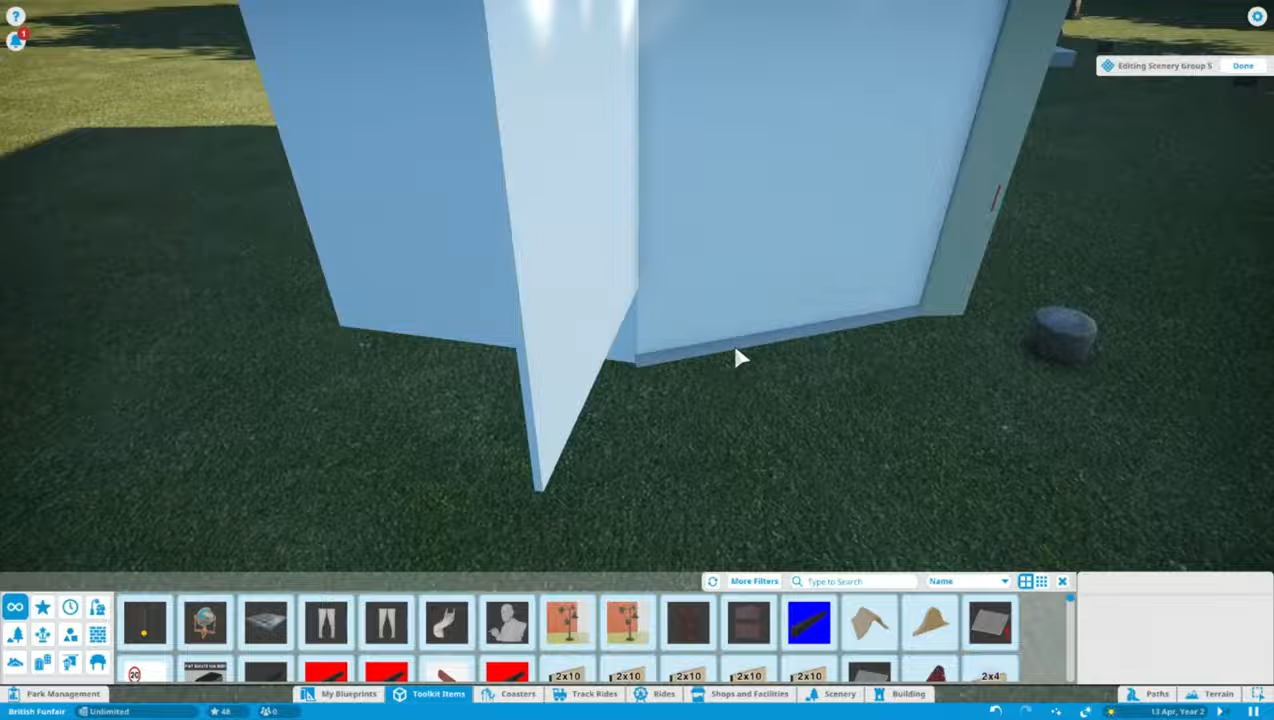 ?
1
Editing Scenery Group 5 Done
More Filters Type to Search Name
20
2x10 2x10 2x10 2x10 2x10 2x4
Park Management My Blueprints Toolkit Items Coasters Track Rides Rides Shops and Facilities Scenery Building Paths Terrain
British Funfair Unlimited 48 0 13 Apr, Year 2